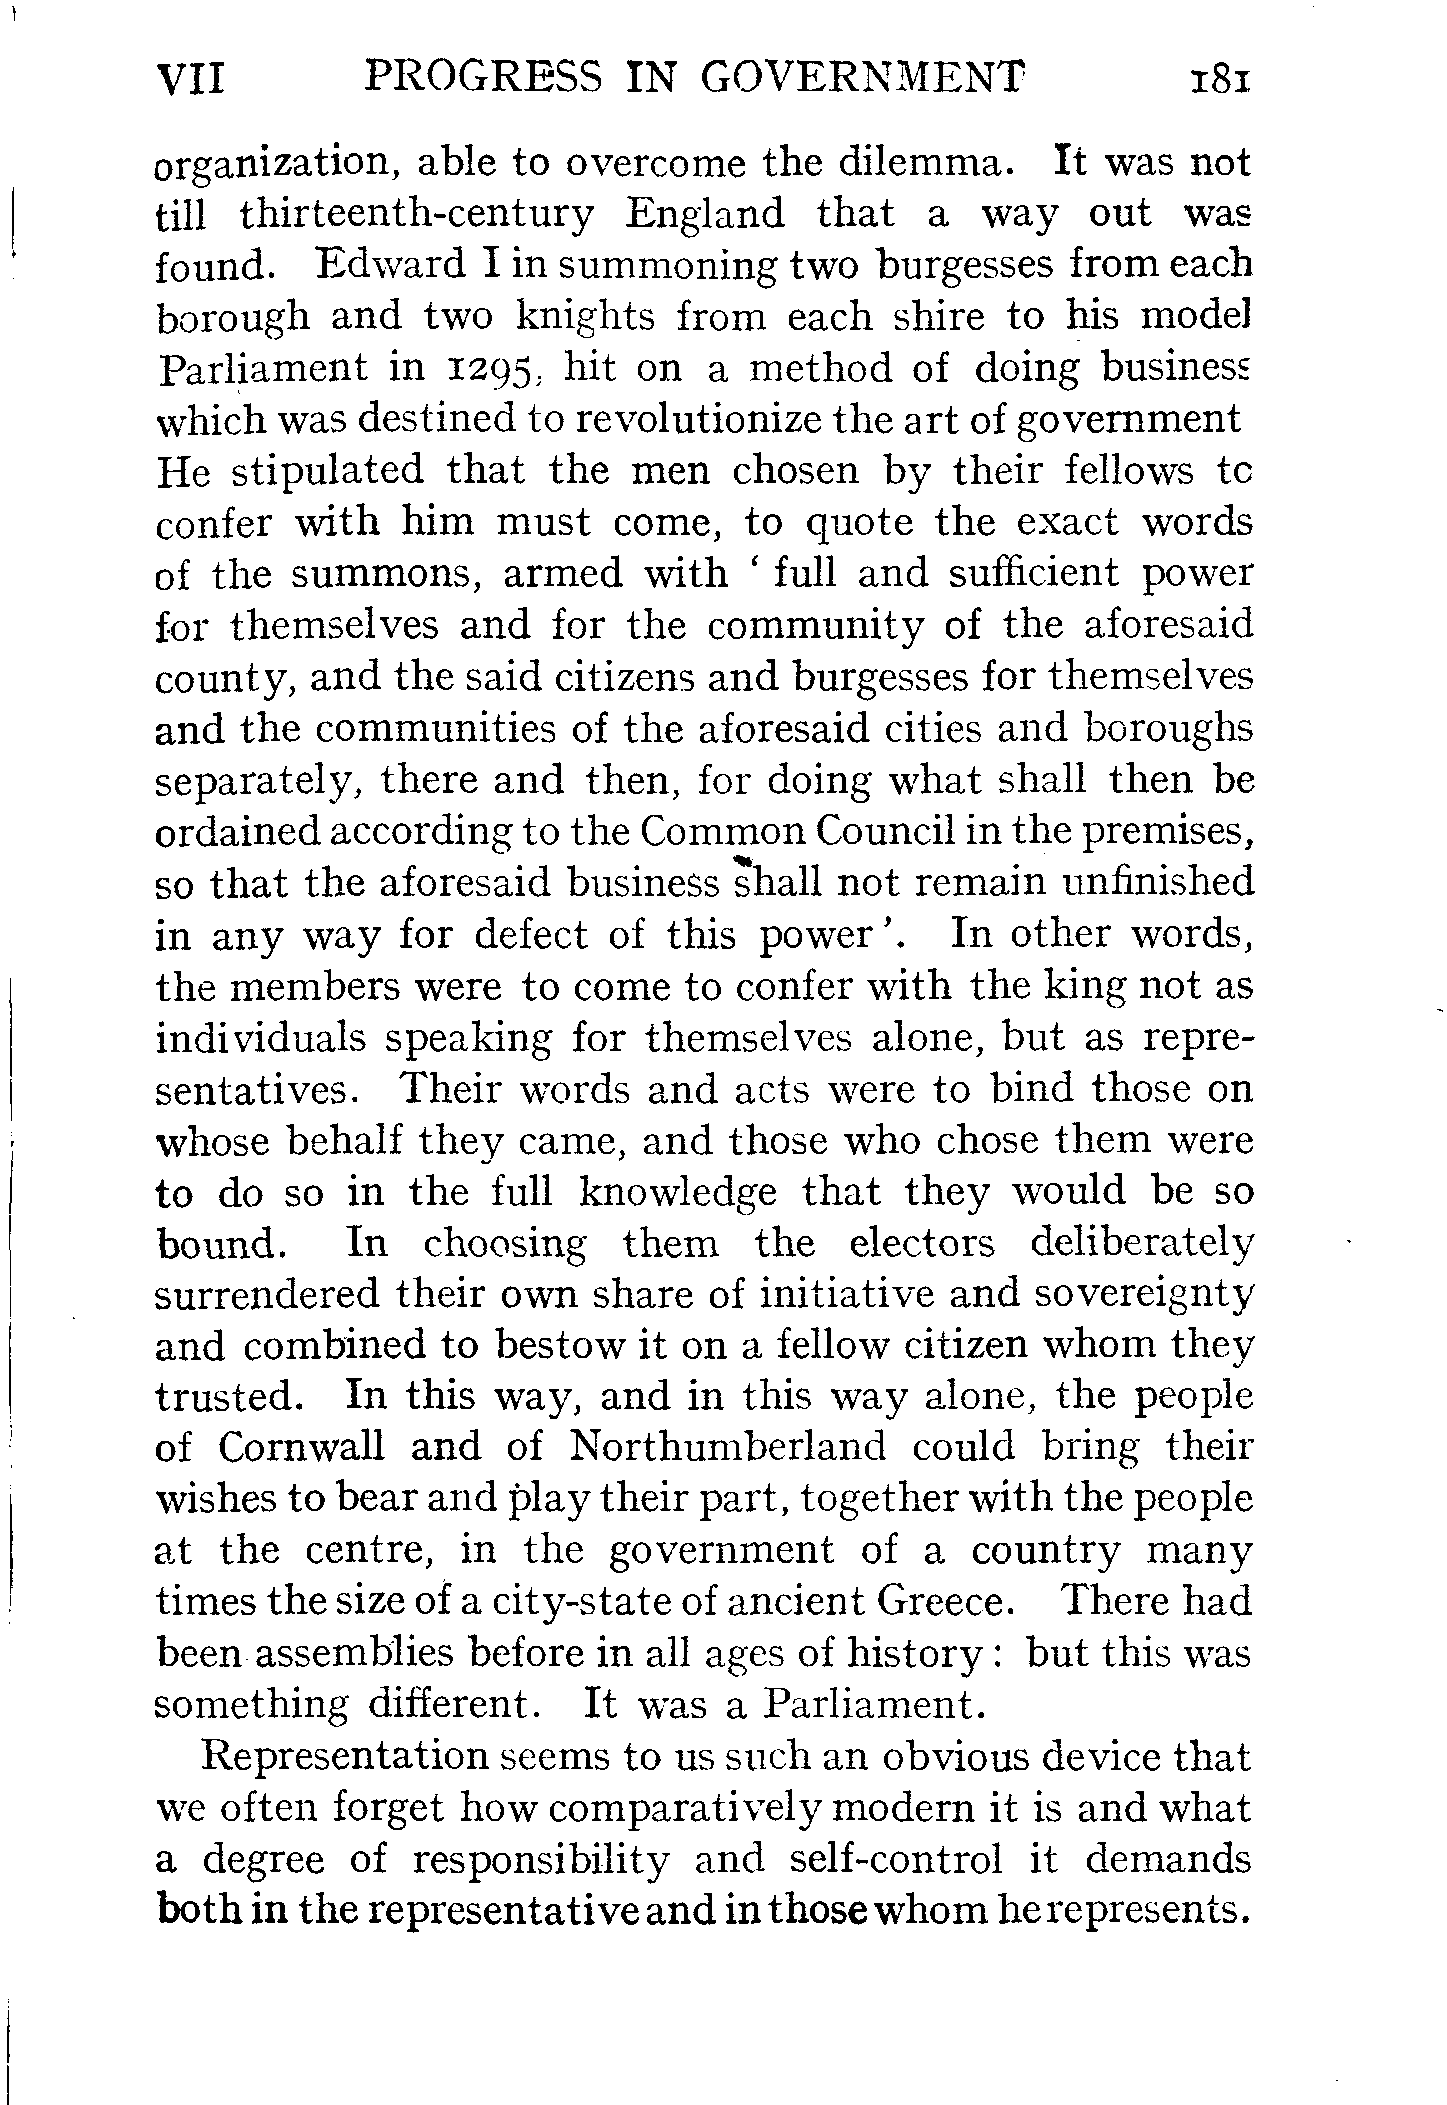 VII PROGRESS IN GOVERNMENT 181
organization, able to overcome the dilemma. It was not
till thirteenth-century England that a way out was
found. Edward I in summoning two burgesses from each
borough and two knights from each shire to his model
Parliament in 1295, hit on a method of doing business
which was destined to revolutionize the art of government
He stipulated that the men chosen by their fellows to
confer with him must come, to quote the exact words
of the summons, armed with ‘ full and sufficient power
for themselves and for the community of the aforesaid
county, and the said citizens and burgesses for themselves
and the communities of the aforesaid cities and boroughs
separately, there and then, for doing what shall then be
ordained according to the Common Council in the premises,
so that the aforesaid business shall not remain unfinished
in any way for defect of this power ’. In other words,
the members were to come to confer with the king not as
individuals speaking for themselves alone, but as repre-
sentatives. Their words and acts were to bind those on
whose behalf they came, and those who chose them were
to do so in the full knowledge that they would be so
bound. In choosing them the electors deliberately
surrendered their own share of initiative and sovereignty
and combined to bestow it on a fellow citizen whom they
trusted. In this way, and in this way alone, the people
of Cornwall and of Northumberland could bring their
wishes to bear and play their part, together with the people
at the centre, in the government of a country many
times the size of a city-state of ancient Greece. There had
been assemblies before in all ages of history : but this was
something different. It was a Parliament.
Representation seems to us such an obvious device that
we often forget how comparatively modern it is and what
a degree of responsibility and self-control it demands
both in the representative and in those whom he represents.